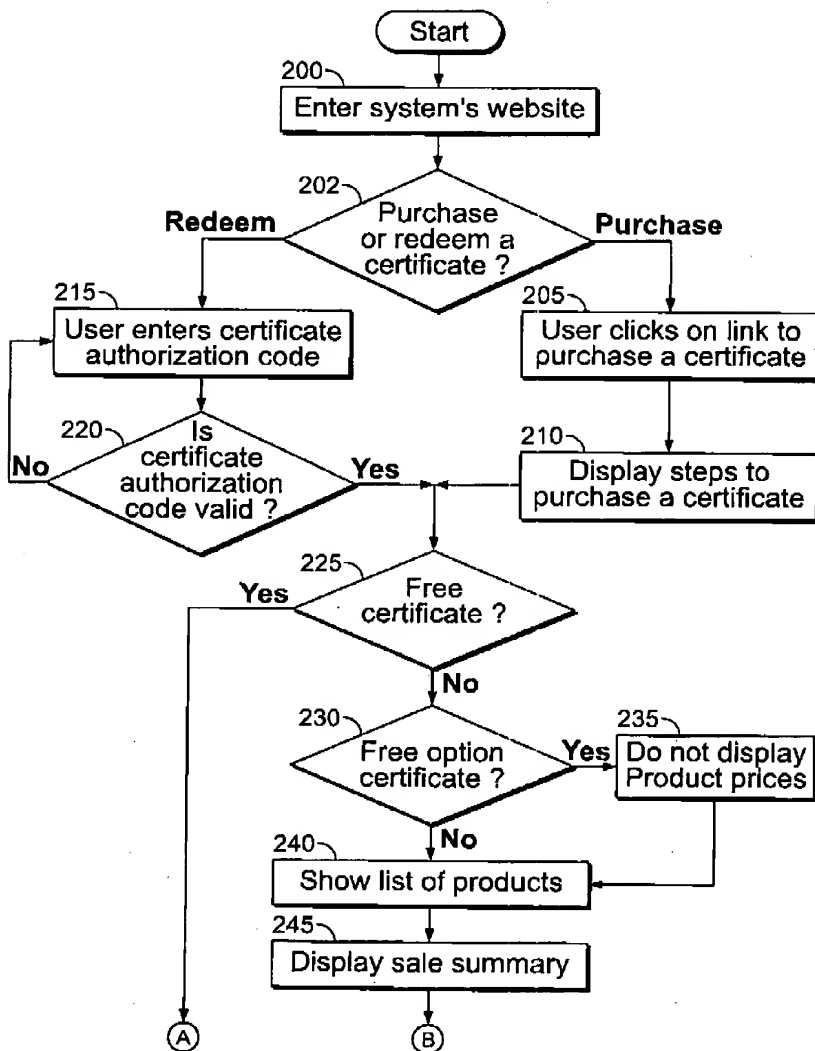 Start
200
Enter system's website
202
Purchase
or redeem a
certificate ?
Redeem
Purchase
215
User enters certificate
authorization code
205
User clicks on link to
purchase a certificate
220
Is
certificate
authorization
code valid ?
No
Yes
210
Display steps to
purchase a certificate
225
Free
certificate ?
Yes
No
230
Free option
certificate ?
Yes
235
Do not display
Product prices
No
240
Show list of products
245
Display sale summary
A
B